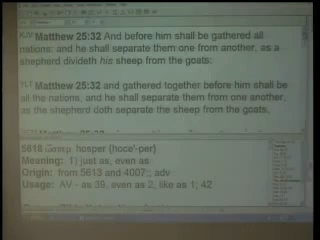 KJV Matthew 25:32 And before him shall be gathered all
nations: and he shall separate them one from another, as a
shepherd divideth his sheep from the goats:
YLT Matthew 25:32 and gathered together before him shall be
all the nations, and he shall separate them from one another,
as the shepherd doth separate the sheep from the goats,
5618 hosper {hoce'-per}
Meaning: 1) just as, even as
Origin: from 5613 and 4007;; adv
Usage: AV - as 39, even as 2, like as 1; 42